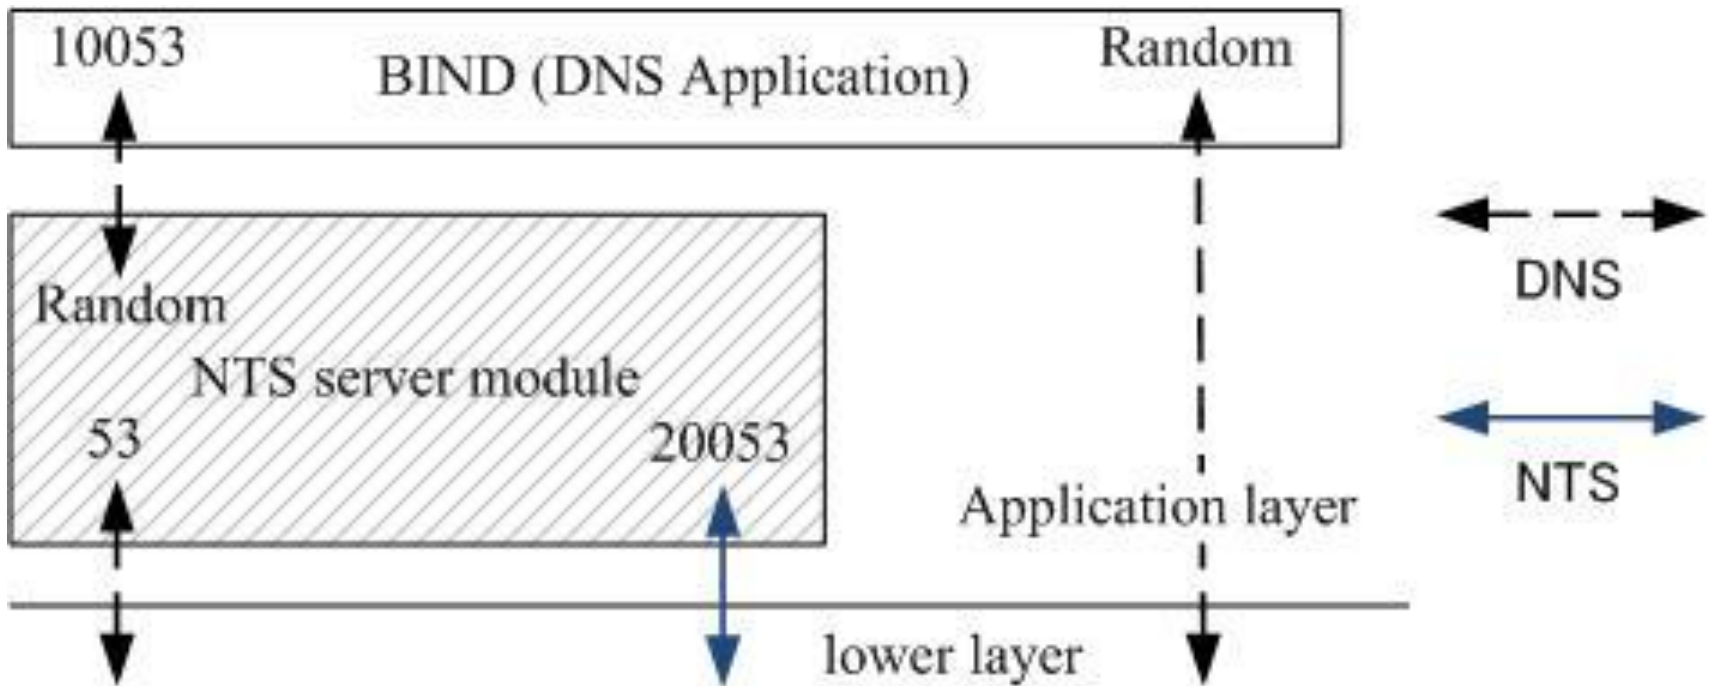 10053
BIND (DNS Application)
Random
Random
NTS server module
53
20053
Application layer
lower layer
DNS
NTS